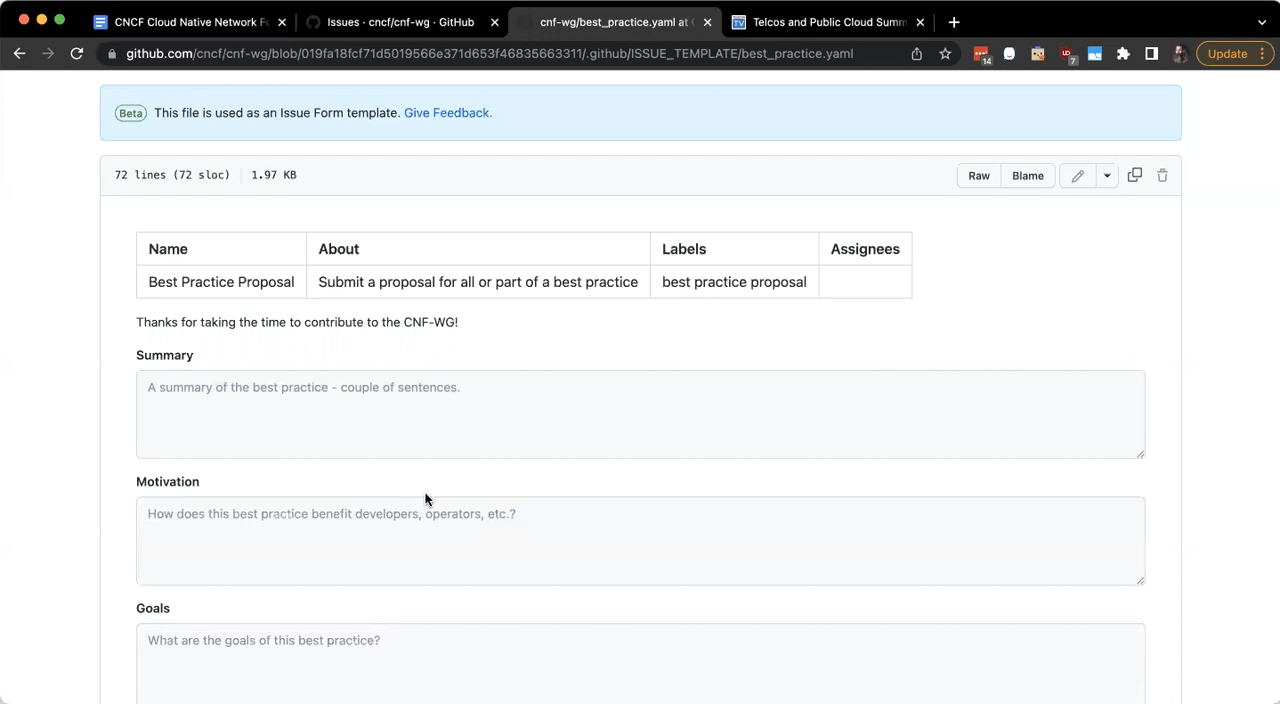 CNCF Cloud Native Network Fu
Issues · cncf/cnf-wg · GitHub
cnf-wg/best_practice.yaml at
Telcos and Public Cloud Summ
github.com/cncf/cnf-wg/blob/019fa18fcf71d5019566e371d653f46835663311/.github/ISSUE_TEMPLATE/best_practice.yaml
14
UD
7
Update
Beta This file is used as an Issue Form template. Give Feedback.
72 lines (72 sloc) 1.97 KB
Raw
Blame
Name About Labels Assignees
Best Practice Proposal Submit a proposal for all or part of a best practice best practice proposal
Thanks for taking the time to contribute to the CNF-WG!
Summary
A summary of the best practice - couple of sentences.
Motivation
How does this best practice benefit developers, operators, etc.?
Goals
What are the goals of this best practice?